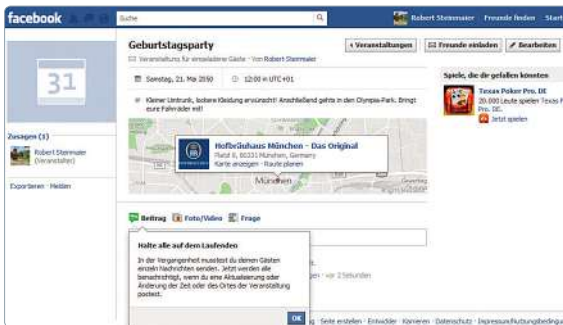 facebook
Suche
Robert Steinmaier Freunde finden Start
Geburtstagsparty
Veranstaltungen
Freunde einladen
Bearbeiten
Veranstaltung für eingeladene Gäste · Von Robert Steinmaier
31
Samstag, 21. Mai 2050
12:00 in UTC+01
Kleiner Umtrunk, lockere Kleidung erwünscht! Anschließend gehts in den Olympia-Park. Bringt
eure Fahrräder mit!
Zusagen (1)
Robert Steinmaier
(Veranstalter)
Exportieren · Melden
Hofbräuhaus München - Das Original
Platzl 9, 80331 München, Germany
Karte anzeigen · Route planen
München
Spiele, die dir gefallen könnten
Texas Poker Pro. DE
20.000 Leute spielen Texas P
Pro. DE.
Jetzt spielen
Beitrag
Foto/Video
Frage
Halte alle auf dem Laufenden
In der Vergangenheit musstest du deinen Gästen
einzeln Nachrichten senden. Jetzt werden alle
benachrichtigt, wenn du eine Aktualisierung oder
Änderung der Zeit oder des Ortes der Veranstaltung
postest.
OK
gen · vor 2 Sekunden
Seite erstellen · Entwickler · Karrieren · Datenschutz · Impressum/Nutzungsbedingu